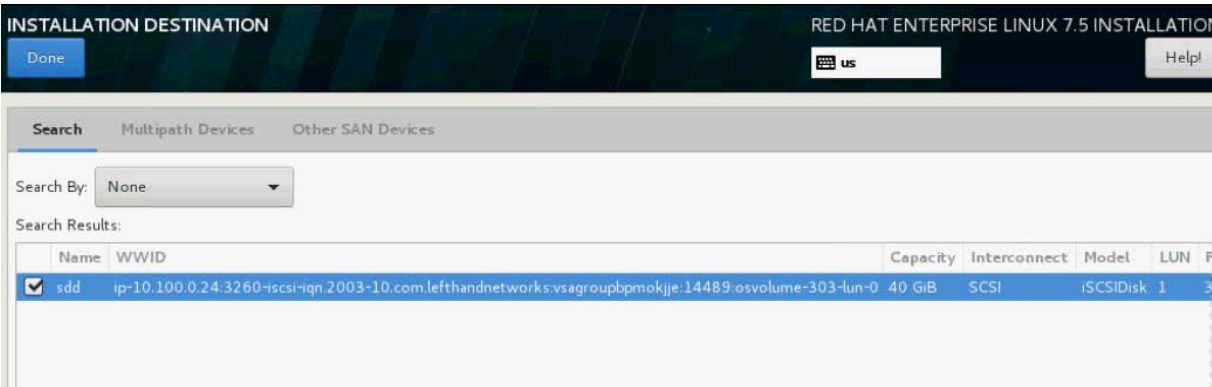 INSTALLATION DESTINATION
RED HAT ENTERPRISE LINUX 7.5 INSTALLATION
Done
us
Help!
Search Multipath Devices Other SAN Devices
Search By: None
Search Results:
Name WWID Capacity Interconnect Model LUN
sdd ip-10.100.0.24:3260-iscsi-iqn.2003-10.com.lefthandnetworks:vsagroupbpmokjje:14489:osvolume-303-lun-0 40 GiB SCSI iSCSIDisk 1